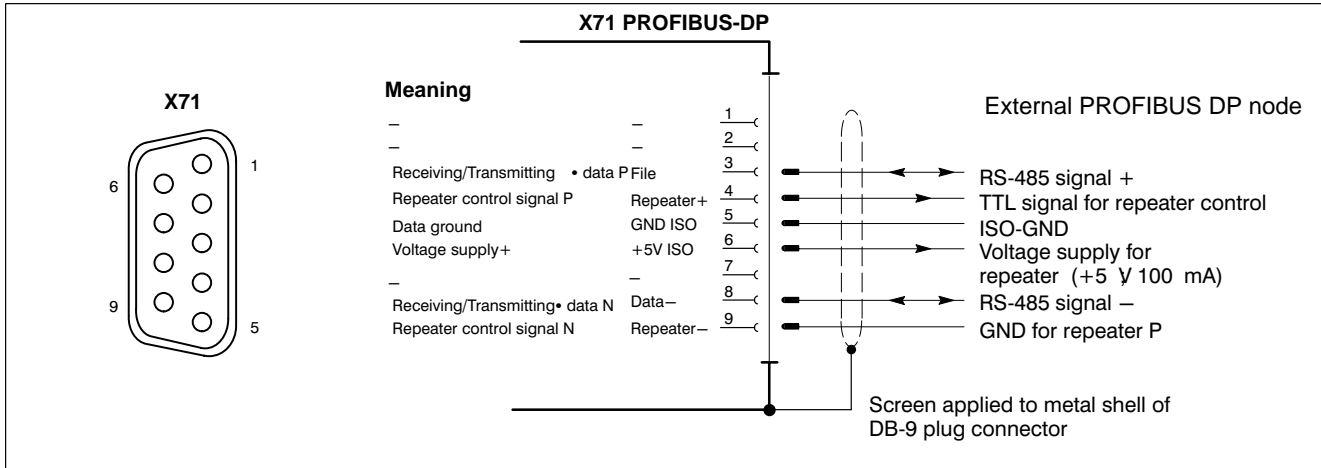 X71 PROFIBUS-DP
X71
Meaning
External PROFIBUS DP node
1
6
9
5
– – 1
– – 2
Receiving/Transmitting • data P File 3
RS-485 signal +
Repeater control signal P Repeater+ 4
TTL signal for repeater control
Data ground GND ISO 5
ISO-GND
Voltage supply+ +5V ISO 6
Voltage supply for
repeater (+5 V/ 100 mA)
– – 7
Receiving/Transmitting• data N Data– 8
RS-485 signal –
Repeater control signal N Repeater– 9
GND for repeater P
Screen applied to metal shell of
DB-9 plug connector